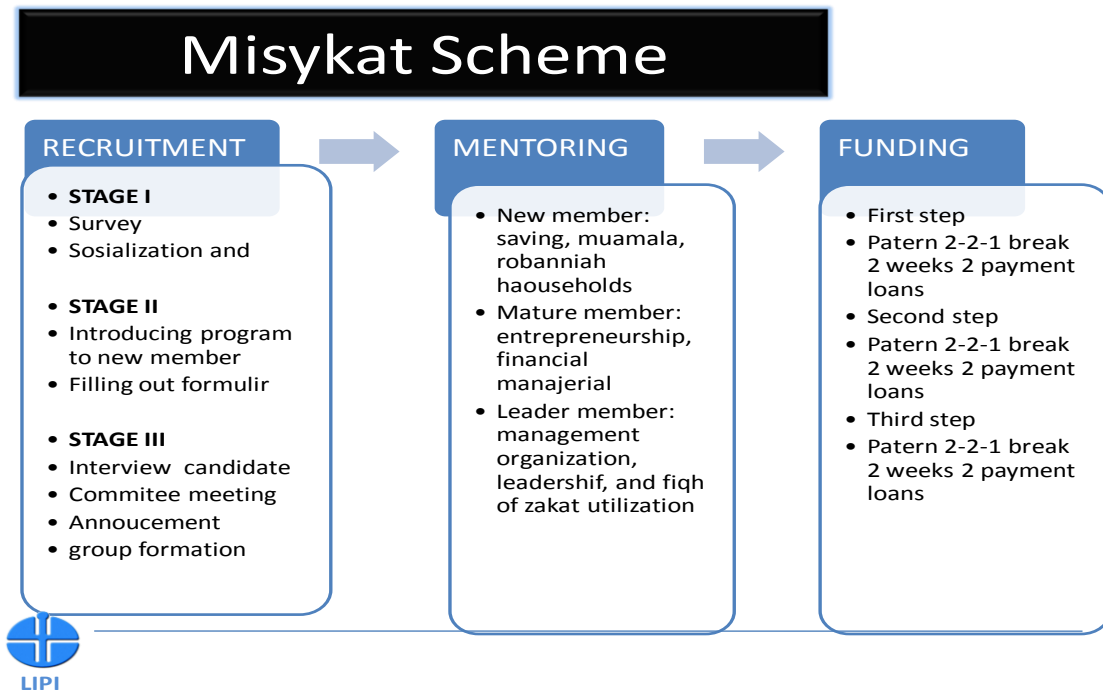 Misykat Scheme
RECRUITMENT
• STAGE I
• Survey
• Sosialization and
• STAGE II
• Introducing program
to new member
• Filling out formulir
• STAGE III
• Interview candidate
• Commitee meeting
• Annoucement
• group formation
MENTORING
• New member:
saving, muamala,
robanniah
haouseholds
• Mature member:
entrepreneurship,
financial
manajerial
• Leader member:
management
organization,
leadershif, and fiqh
of zakat utilization
FUNDING
• First step
• Patern 2-2-1 break
2 weeks 2 payment
loans
• Second step
• Patern 2-2-1 break
2 weeks 2 payment
loans
• Third step
• Patern 2-2-1 break
2 weeks 2 payment
loans
LIPI